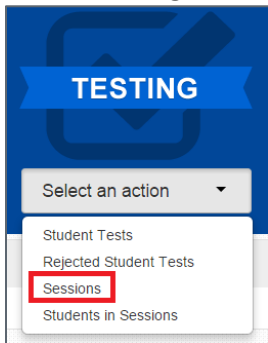 TESTING
Select an action
Student Tests
Rejected Student Tests
Sessions
Students in Sessions